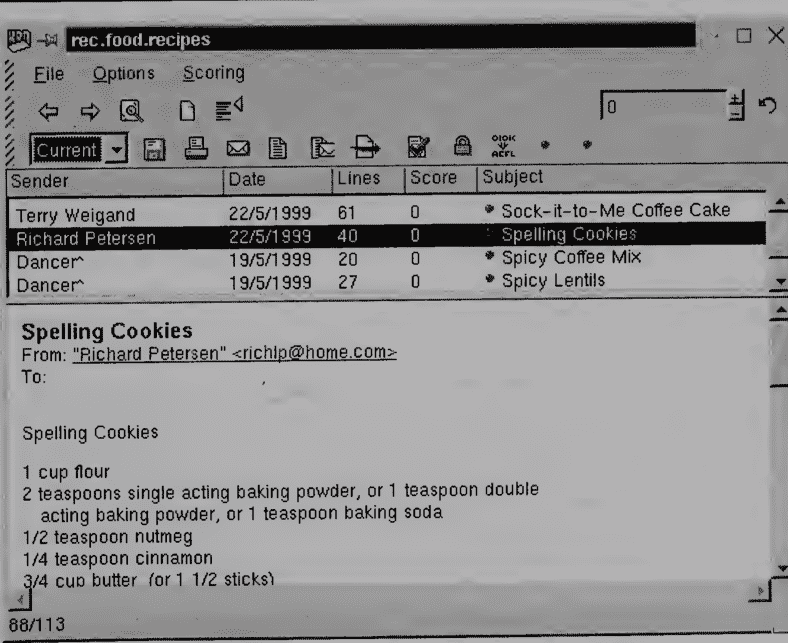 rec.food.recipes
File Options Scoring
0
Current
OIOK
AEFL
Sender Date Lines Score Subject
Terry Weigand 22/5/1999 61 0 Sock-it-to-Me Coffee Cake
Richard Petersen 22/5/1999 40 0 Spelling Cookies
Dancer^ 19/5/1999 20 0 Spicy Coffee Mix
Dancer^ 19/5/1999 27 0 Spicy Lentils
Spelling Cookies
From: "Richard Petersen" <richlp@home.com>
To:
Spelling Cookies
1 cup flour
2 teaspoons single acting baking powder, or 1 teaspoon double
acting baking powder, or 1 teaspoon baking soda
1/2 teaspoon nutmeg
1/4 teaspoon cinnamon
3/4 cup butter (or 1 1/2 sticks)
88/113